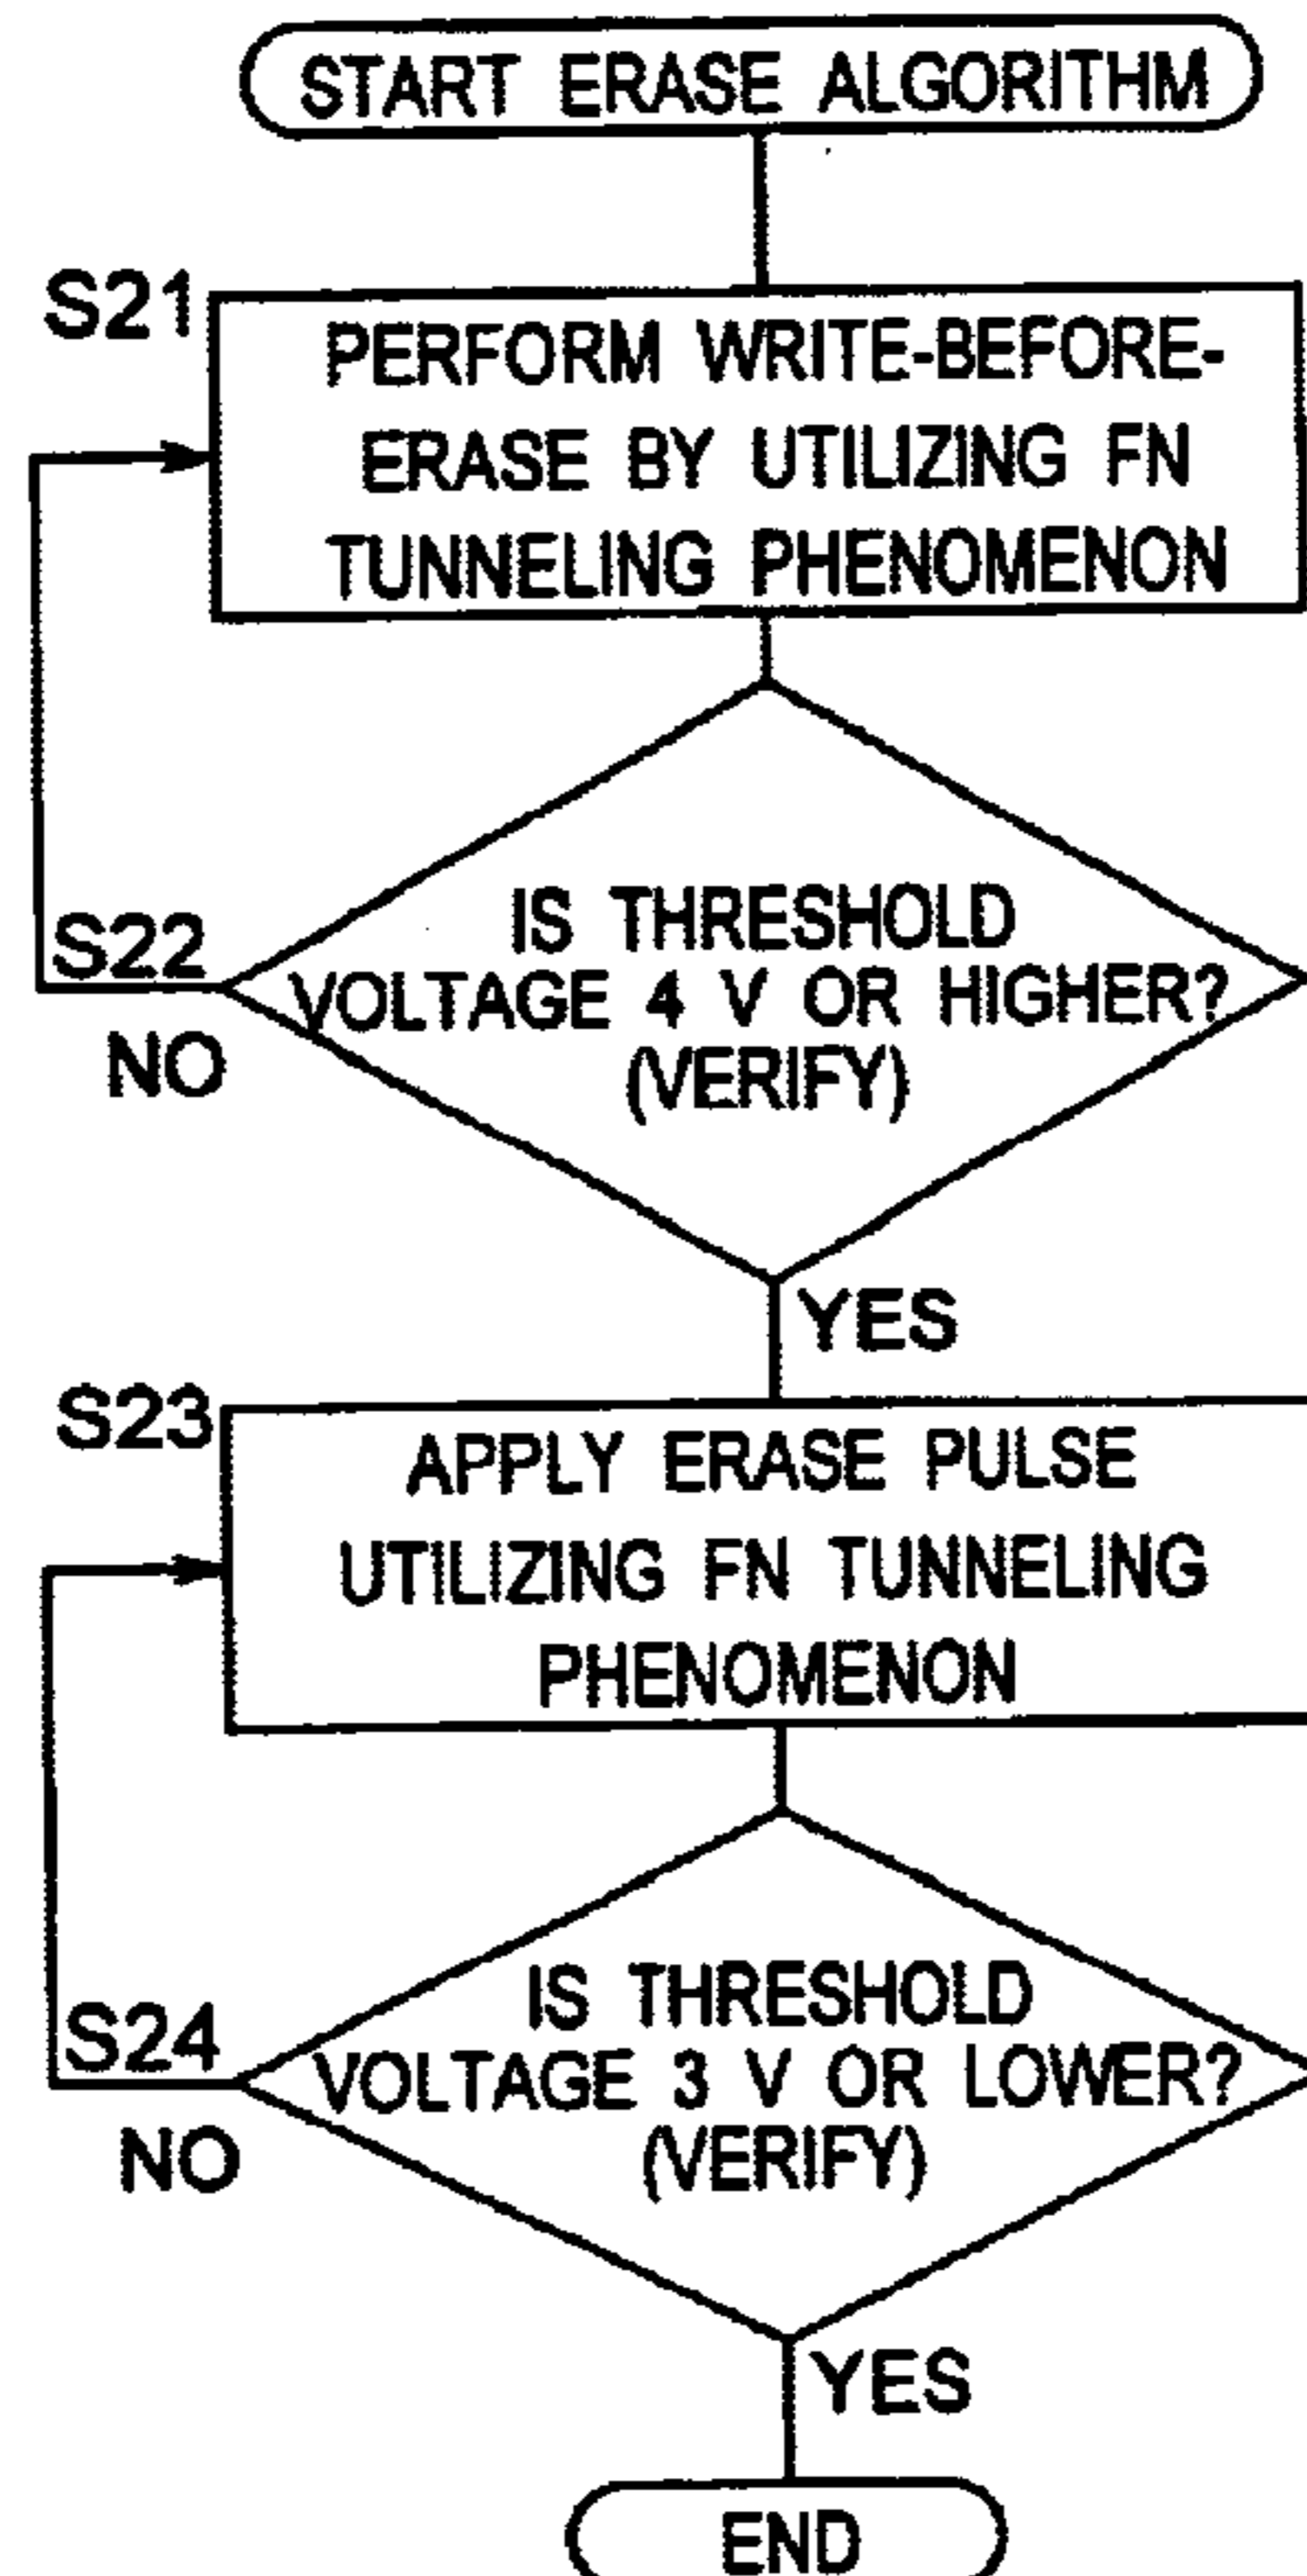 START ERASE ALGORITHM
S21
PERFORM WRITE-BEFORE-
ERASE BY UTILIZING FN
TUNNELING PHENOMENON
IS THRESHOLD
S22
VOLTAGE 4 V OR HIGHER?
(VERIFY)
NO
YES
S23
APPLY ERASE PULSE
UTILIZING FN TUNNELING
PHENOMENON
IS THRESHOLD
S24
VOLTAGE 3 V OR LOWER?
(VERIFY)
NO
YES
END